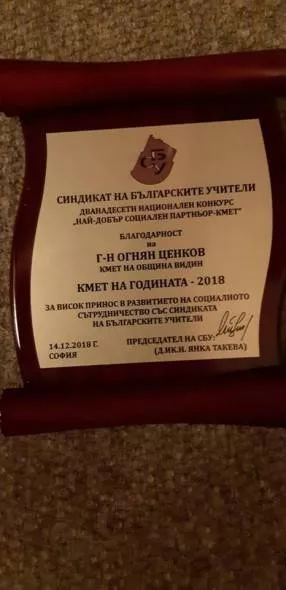 СБУ
СИНДИКАТ НА БЪЛГАРСКИТЕ УЧИТЕЛИ
ДВАНАДЕСЕТИ НАЦИОНАЛЕН КОНКУРС
„НАЙ-ДОБЪР СОЦИАЛЕН ПАРТНЬОР-КМЕТ"
БЛАГОДАРНОСТ
на
Г-Н ОГНЯН ЦЕНКОВ
КМЕТ НА ОБЩИНА ВИДИН
КМЕТ НА ГОДИНАТА - 2018
ЗА ВИСОК ПРИНОС В РАЗВИТИЕТО НА СОЦИАЛНОТО
СЪТРУДНИЧЕСТВО СЪС СИНДИКАТА
НА БЪЛГАРСКИТЕ УЧИТЕЛИ
14.12.2018 Г. ПРЕДСЕДАТЕЛ НА СБУ:
СОФИЯ (Д.ИК.Н. ЯНКА ТАКЕВА)